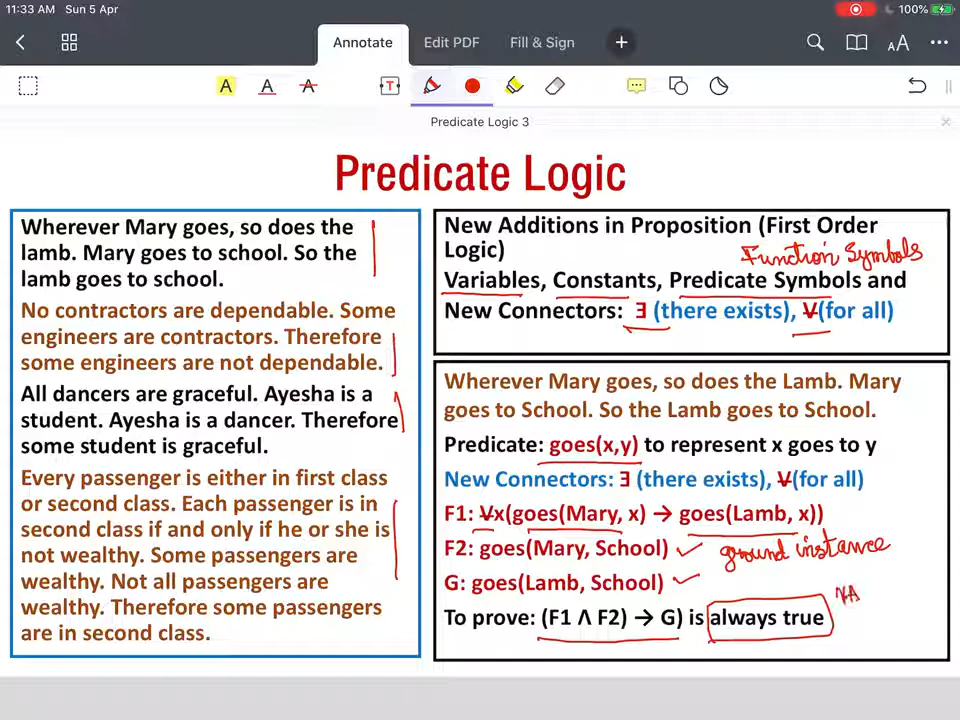 11:33 AM Sun 5 Apr
100%
Annotate
Edit PDF
Fill & Sign
AA
A
A
A
T
Predicate Logic 3
Predicate Logic
Wherever Mary goes, so does the
lamb. Mary goes to school. So the
lamb goes to school.
No contractors are dependable. Some
engineers are contractors. Therefore
some engineers are not dependable.
All dancers are graceful. Ayesha is a
student. Ayesha is a dancer. Therefore
some student is graceful.
Every passenger is either in first class
or second class. Each passenger is in
second class if and only if he or she is
not wealthy. Some passengers are
wealthy. Not all passengers are
wealthy. Therefore some passengers
are in second class.
New Additions in Proposition (First Order
Logic)
Function Symbols
Variables, Constants, Predicate Symbols and
New Connectors: ∃ (there exists), ∀(for all)
Wherever Mary goes, so does the Lamb. Mary
goes to School. So the Lamb goes to School.
Predicate: goes(x,y) to represent x goes to y
New Connectors: ∃ (there exists), ∀(for all)
F1: ∀x(goes(Mary, x) → goes(Lamb, x))
F2: goes(Mary, School)
ground instance
G: goes(Lamb, School)
To prove: (F1 Λ F2) → G) is always true